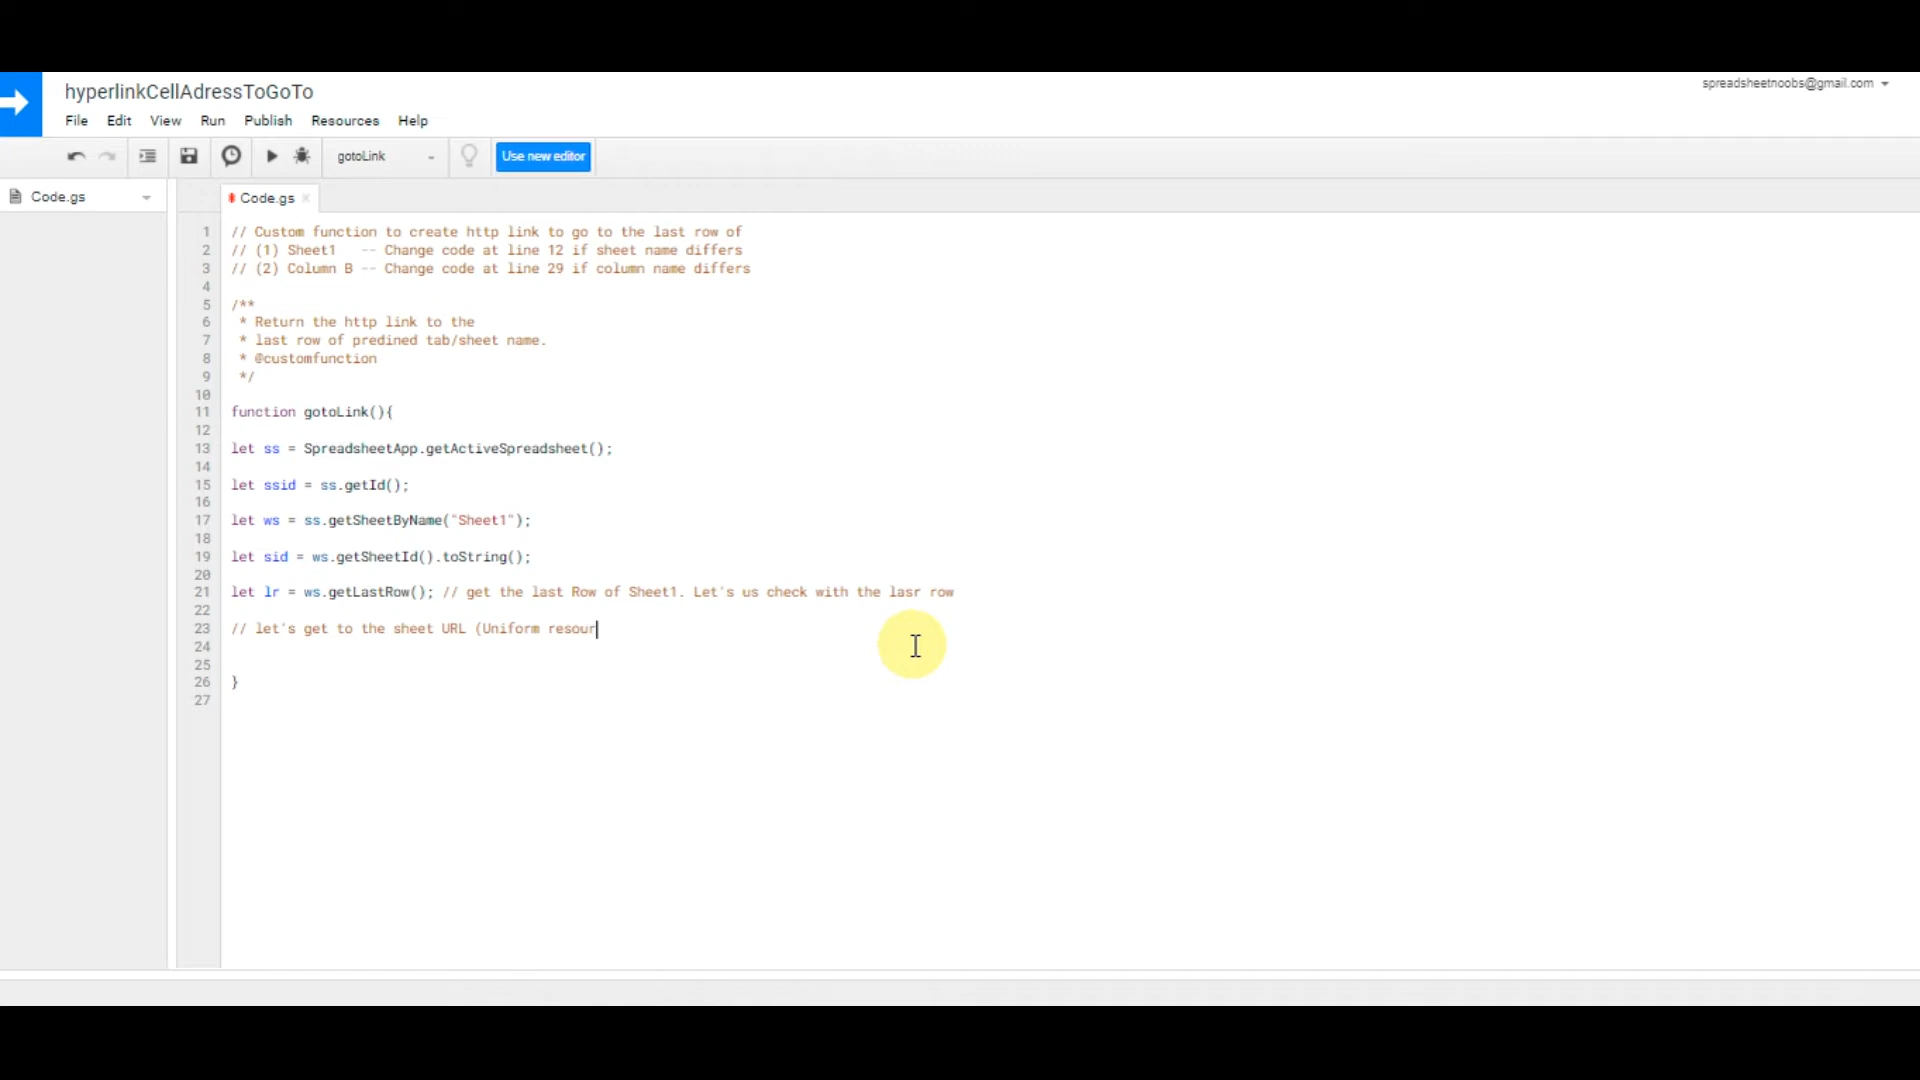 hyperlinkCellAdressToGoTo
spreadsheetnoobs@gmail.com
File Edit View Run Publish Resources Help
gotoLink Use new editor
Code.gs
Code.gs
1 // Custom function to create http link to go to the last row of
2 // (1) Sheet1 -- Change code at line 12 if sheet name differs
3 // (2) Column B -- Change code at line 29 if column name differs
4
5 /**
6 * Return the http link to the
7 * last row of predined tab/sheet name.
8 * @customfunction
9 */
10
11 function gotoLink(){
12
13 let ss = SpreadsheetApp.getActiveSpreadsheet();
14
15 let ssid = ss.getId();
16
17 let ws = ss.getSheetByName("Sheet1");
18
19 let sid = ws.getSheetId().toString();
20
21 let lr = ws.getLastRow(); // get the last Row of Sheet1. Let's us check with the lasr row
22
23 // let's get to the sheet URL (Uniform resour
24
25
26 }
27